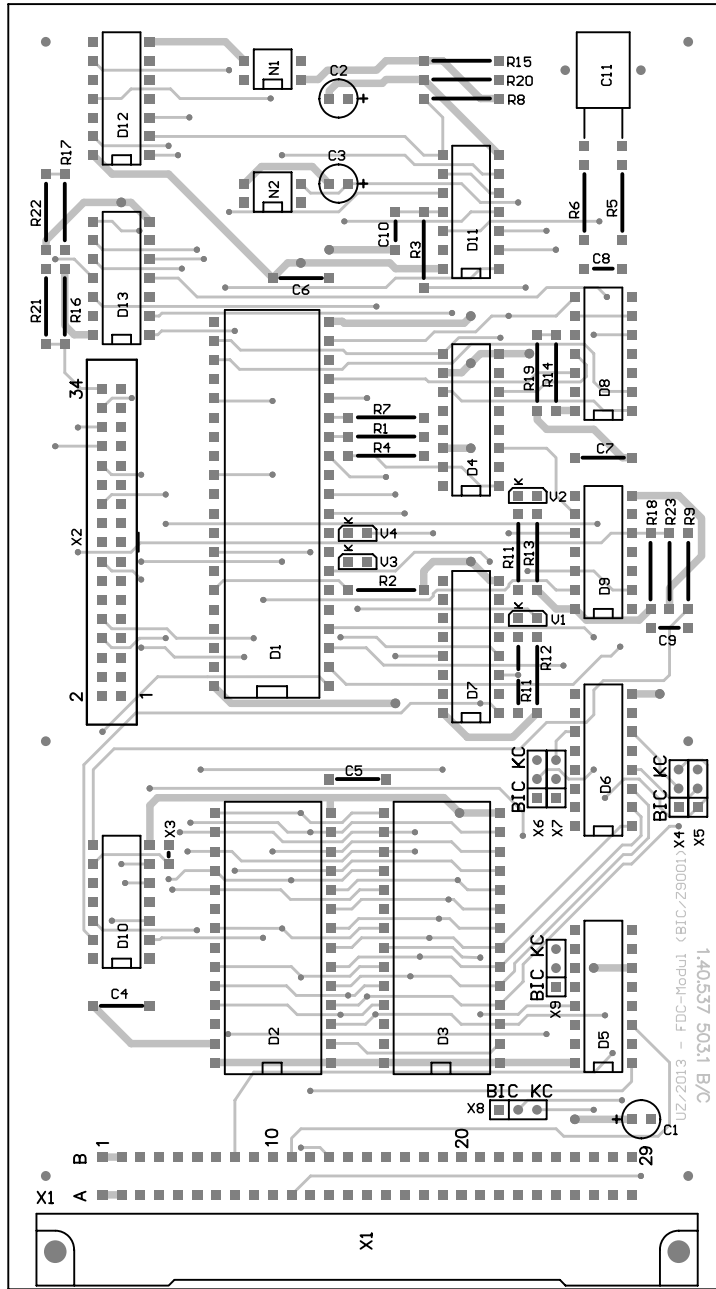 N1
C2
+
R15
R20
R8
C11
D12
R17
N2
C3
+
R22
D13
C10
R3
D11
R6
R5
C6
C8
R21
R16
34
R7
R1
R4
D4
R19
R14
D8
C7
X2
K
V2
K
V4
K
V3
R11
R13
D9
R18
R23
R9
R2
V1
C9
2
1
D1
D7
R11
R12
BIC KC
X6
X7
D6
BIC KC
X4
X5
C5
X3
D10
C4
D2
D3
BIC KC
X9
D5
1.40.537 503.1 B/C
UZ/2013 - FDC-Modul (BIC/Z9001)
BIC KC
X8
+
C1
1
10
20
29
B
A
X1
X1